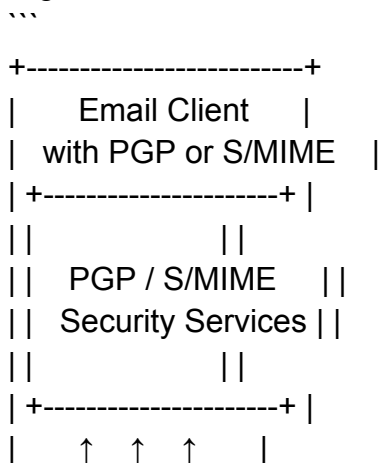 ```
+--------------------------+
|      Email Client       |
|   with PGP or S/MIME    |
| +----------------------+ |
| |                      | |
| |    PGP / S/MIME     | |
| |   Security Services | |
| |                      | |
| +----------------------+ |
|       ↑    ↑    ↑        |